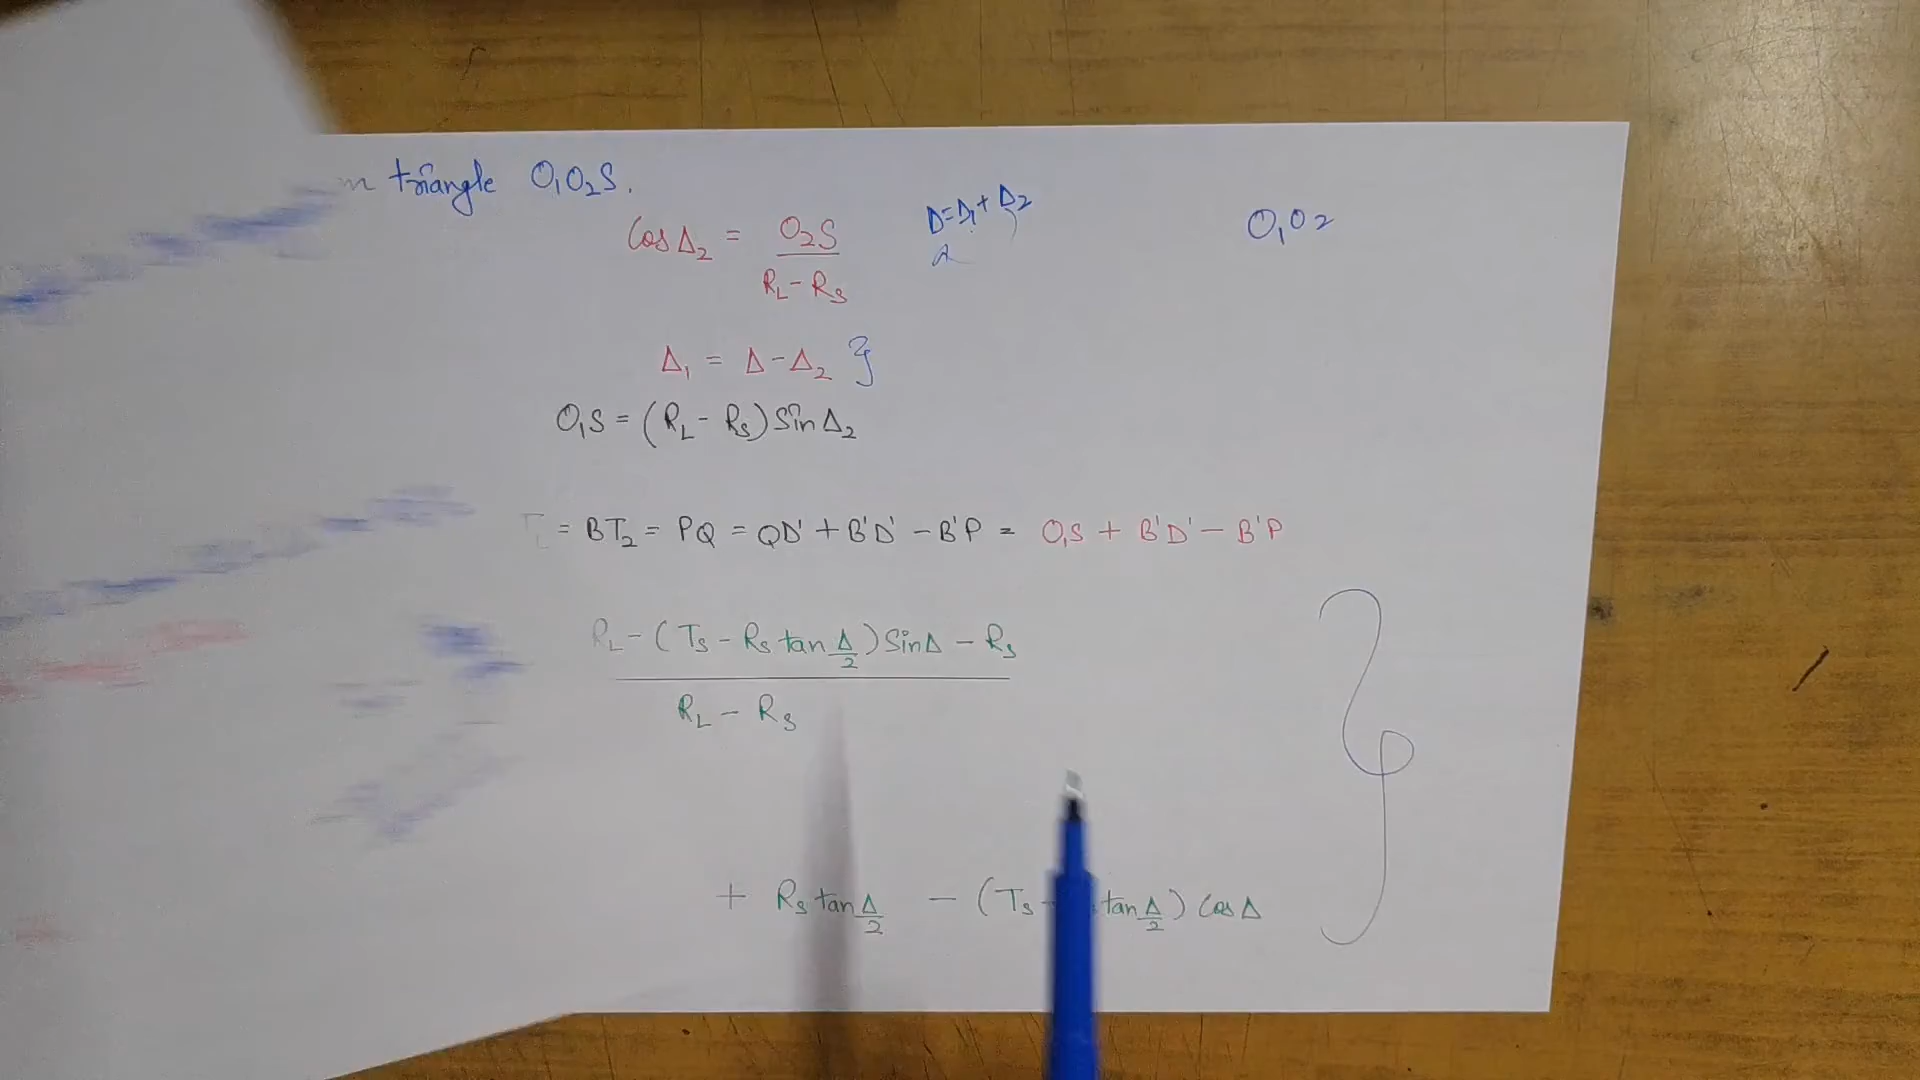 triangle O₁O₂S.
Δ=Δ₁+Δ₂
O₁O₂
Cos Δ₂ = O₂S / R_L - R_S
Δ₁ = Δ - Δ₂ }
O₁S = (R_L - R_S) Sin Δ₂
= BT₂ = PQ = QD' + B'D' - B'P = O₁S + B'D' - B'P
R_L - (T_S - R_S tan Δ/2) Sin Δ - R_S / R_L - R_S
+ R_S tan Δ/2 - (T_S - tan Δ/2) Cos Δ